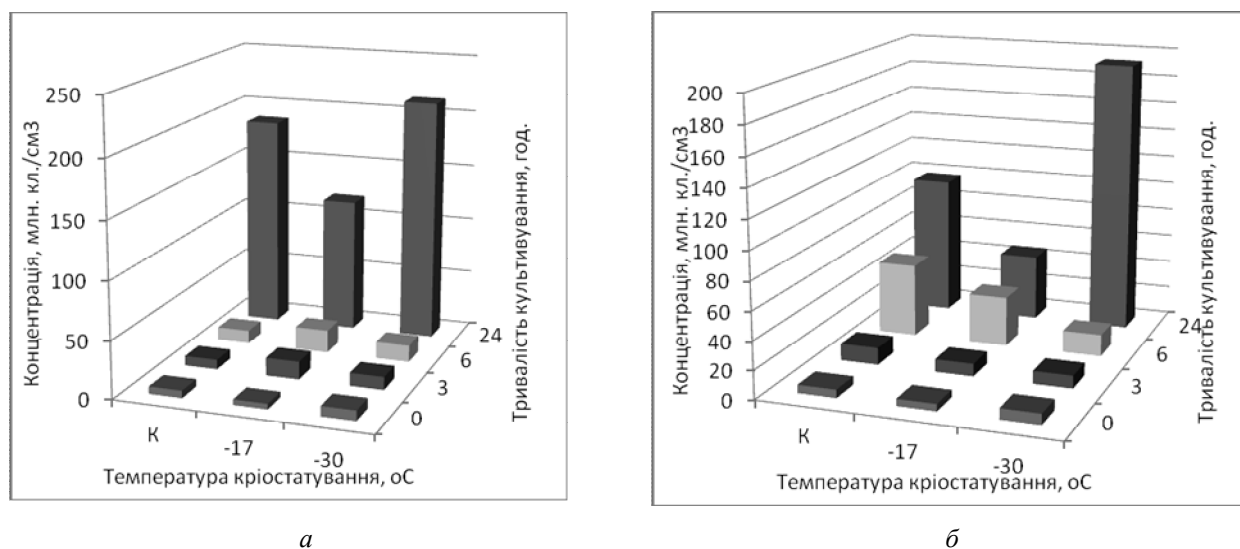 Концентрація, млн. кл./см3
250
200
150
100
50
0
К
-17
-30
Температура кріостатування, оС
0
3
6
24
Тривалість культивування, год.
а
Концентрація, млн. кл./см3
200
180
160
140
120
100
80
60
40
20
0
К
-17
-30
Температура кріостатування, оС
0
3
6
24
Тривалість культивування, год.
б